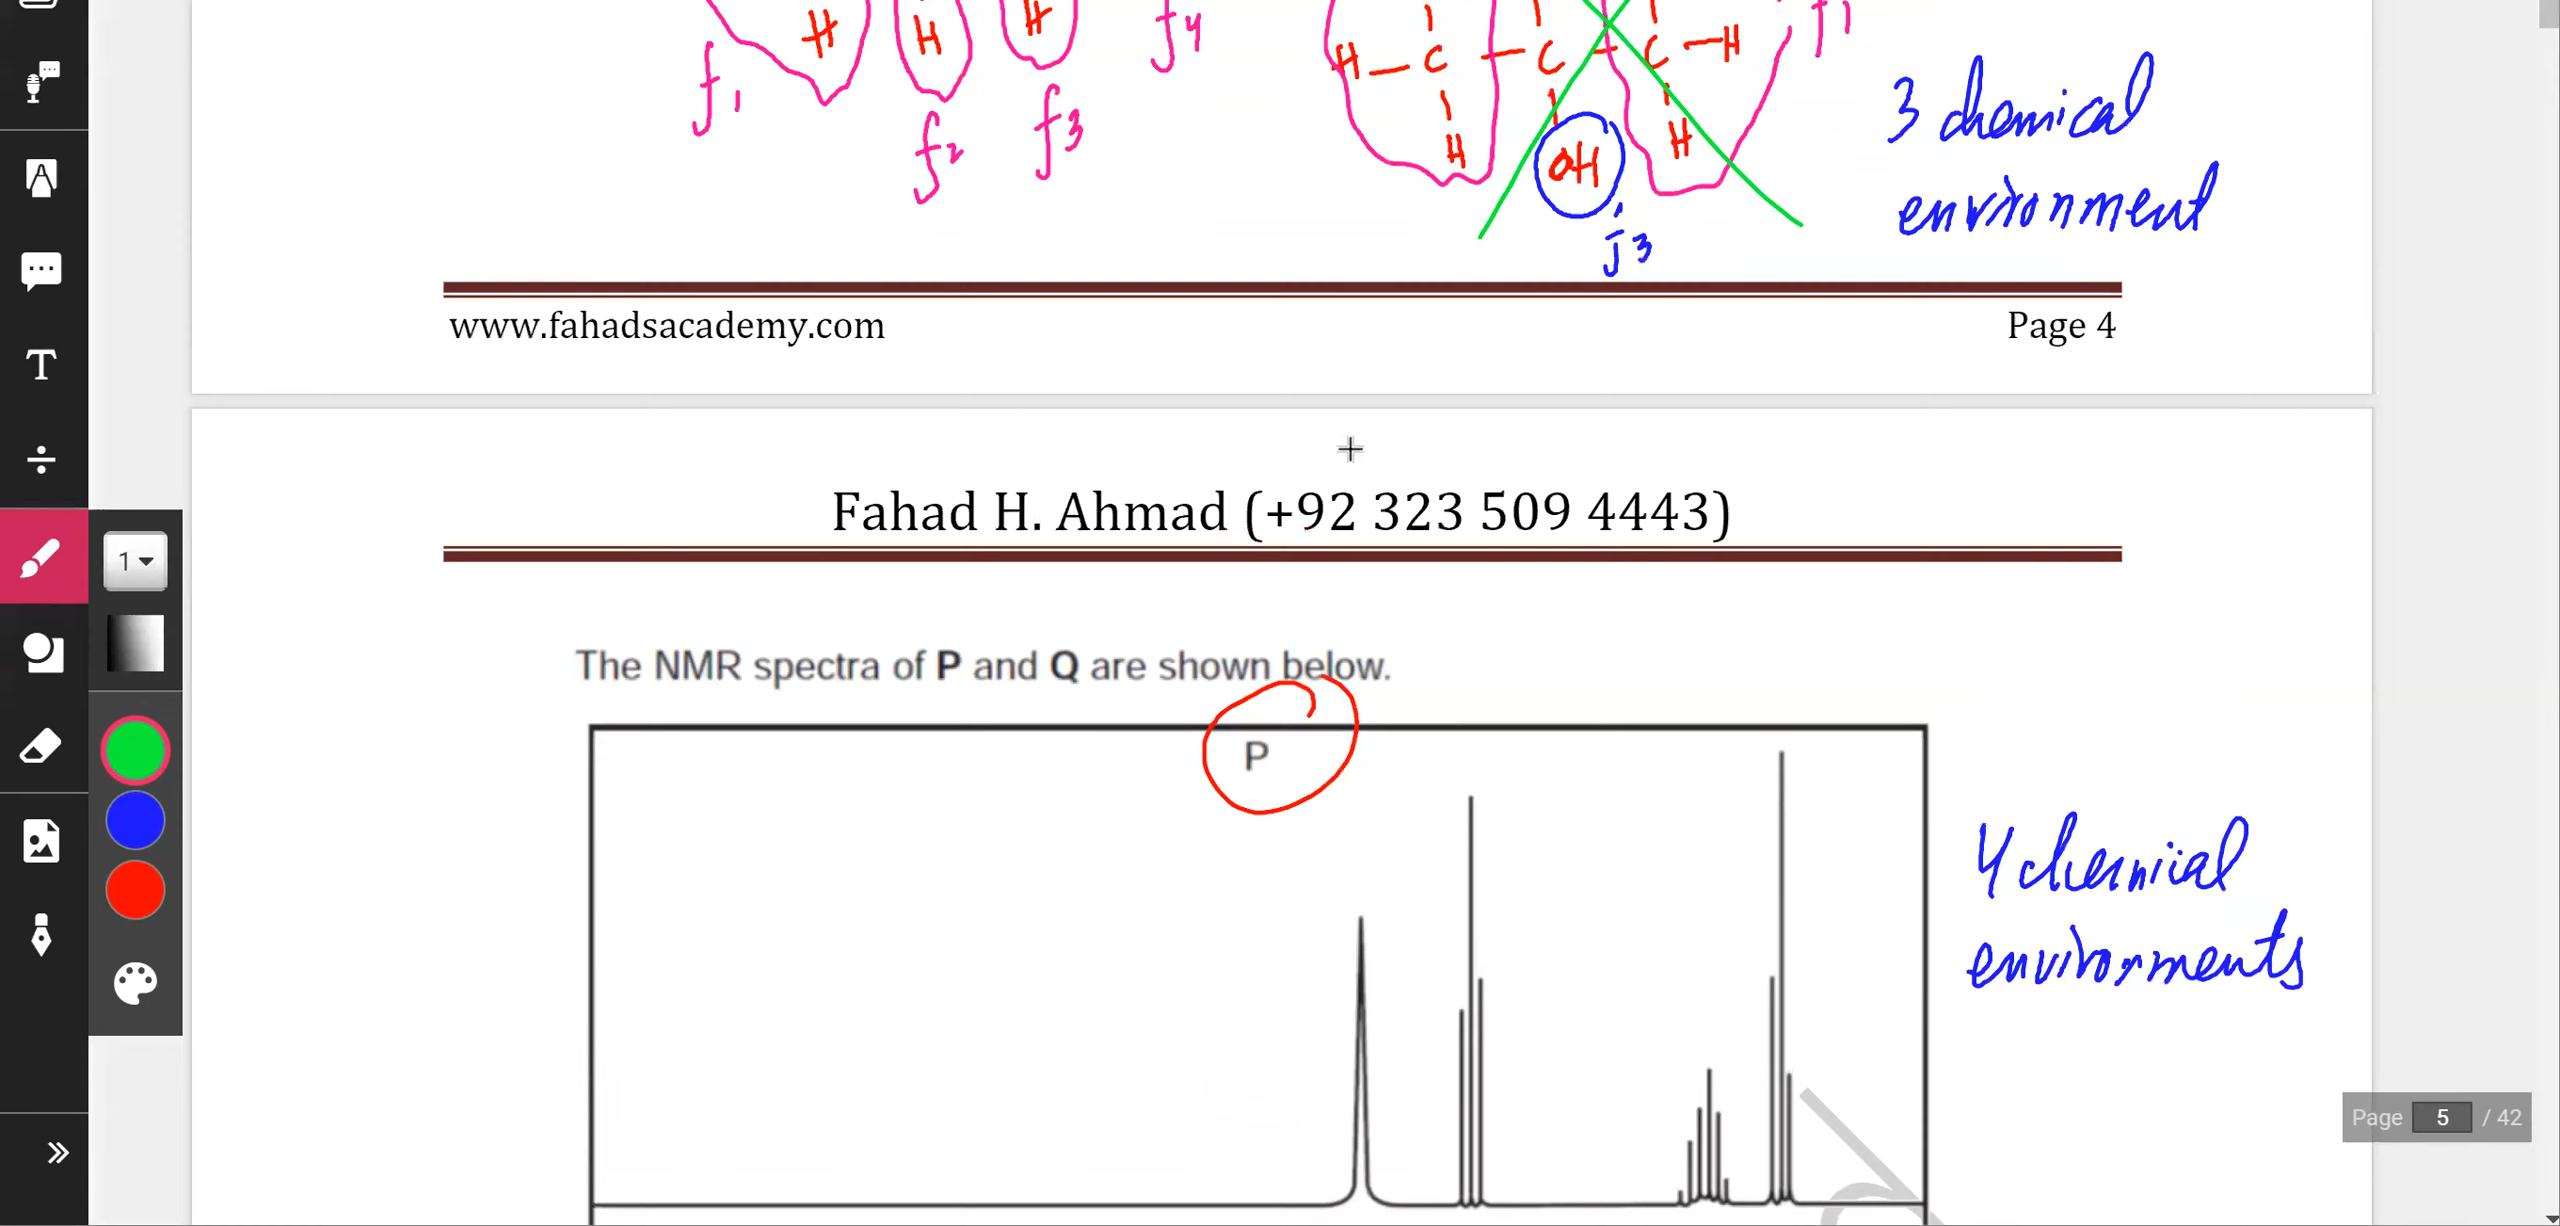 H H H f4 H C C C H f1
f1 H H
f2 f3 OH
f3
3 chemical
environment
www.fahadsacademy.com Page 4
Fahad H. Ahmad (+92 323 509 4443)
The NMR spectra of P and Q are shown below.
P
4 chemical
environments
T
1
Page 5 / 42